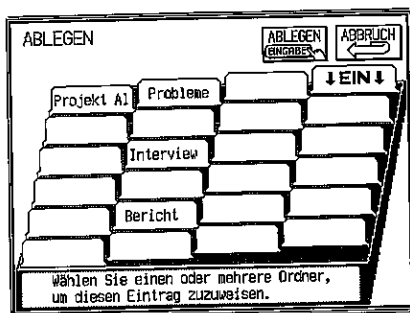 ABLEGEN
ABLEGEN
EINGABE
ABBRUCH
Projekt Al
Probleme
↓EIN↓
Interview
Bericht
Wählen Sie einen oder mehrere Ordner,
um diesen Eintrag zuzuweisen.